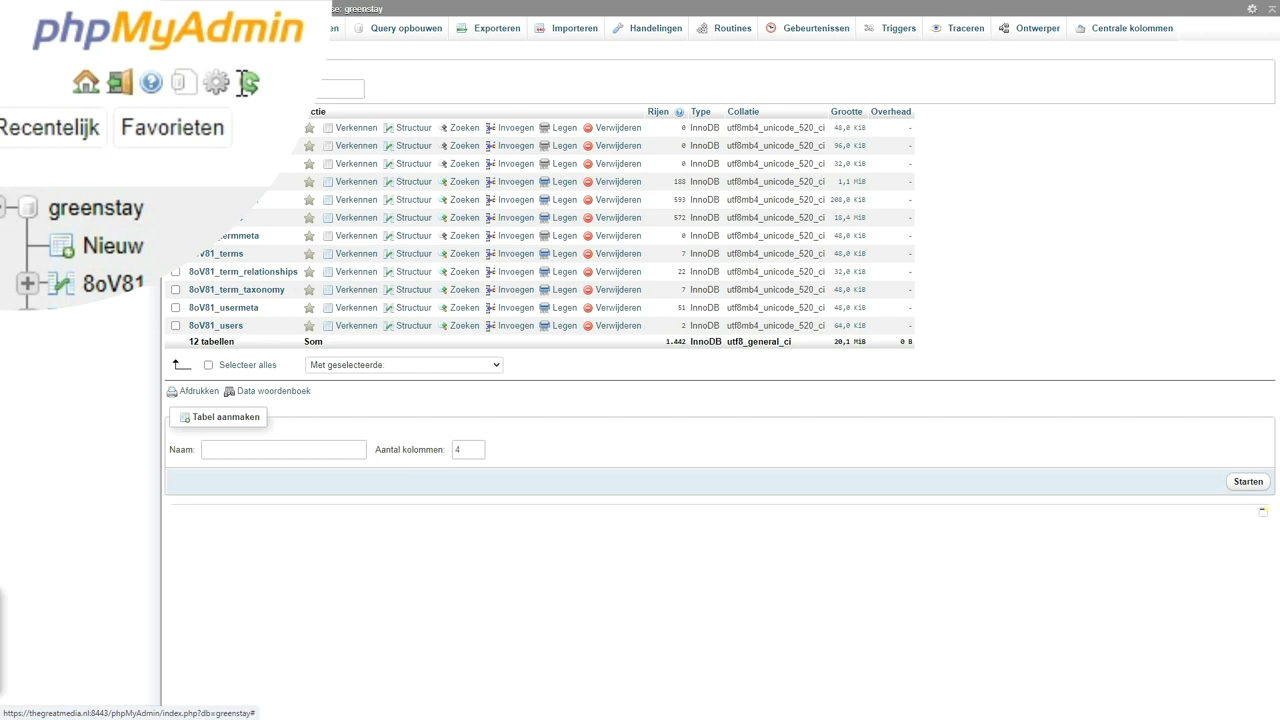 phpMyAdmin
se: greenstay
en Query opbouwen Exporteren Importeren Handelingen Routines Gebeurtenissen Triggers Traceren Ontwerper Centrale kolommen
Recentelijk Favorieten
greenstay
Nieuw
8oV81
ctie Rijen Type Collatie Grootte Overhead
Verkennen Structuur Zoeken Invoegen Legen Verwijderen 0 InnoDB utf8mb4_unicode_520_ci 48,0 KiB -
Verkennen Structuur Zoeken Invoegen Legen Verwijderen 0 InnoDB utf8mb4_unicode_520_ci 96,0 KiB -
Verkennen Structuur Zoeken Invoegen Legen Verwijderen 0 InnoDB utf8mb4_unicode_520_ci 32,0 KiB -
Verkennen Structuur Zoeken Invoegen Legen Verwijderen 188 InnoDB utf8mb4_unicode_520_ci 1,1 MiB -
Verkennen Structuur Zoeken Invoegen Legen Verwijderen 593 InnoDB utf8mb4_unicode_520_ci 208,0 KiB -
Verkennen Structuur Zoeken Invoegen Legen Verwijderen 572 InnoDB utf8mb4_unicode_520_ci 18,4 MiB -
termmeta Verkennen Structuur Zoeken Invoegen Legen Verwijderen 0 InnoDB utf8mb4_unicode_520_ci 48,0 KiB -
oV81_terms Verkennen Structuur Zoeken Invoegen Legen Verwijderen 7 InnoDB utf8mb4_unicode_520_ci 48,0 KiB -
8oV81_term_relationships Verkennen Structuur Zoeken Invoegen Legen Verwijderen 22 InnoDB utf8mb4_unicode_520_ci 32,0 KiB -
8oV81_term_taxonomy Verkennen Structuur Zoeken Invoegen Legen Verwijderen 7 InnoDB utf8mb4_unicode_520_ci 48,0 KiB -
8oV81_usermeta Verkennen Structuur Zoeken Invoegen Legen Verwijderen 51 InnoDB utf8mb4_unicode_520_ci 48,0 KiB -
8oV81_users Verkennen Structuur Zoeken Invoegen Legen Verwijderen 2 InnoDB utf8mb4_unicode_520_ci 64,0 KiB -
12 tabellen Som 1.442 InnoDB utf8_general_ci 20,1 MiB 0 B
Selecteer alles Met geselecteerde:
Afdrukken Data woordenboek
Tabel aanmaken
Naam: Aantal kolommen: 4
Starten
https://thegreatmedia.nl:8443/phpMyAdmin/index.php?db=greenstay#